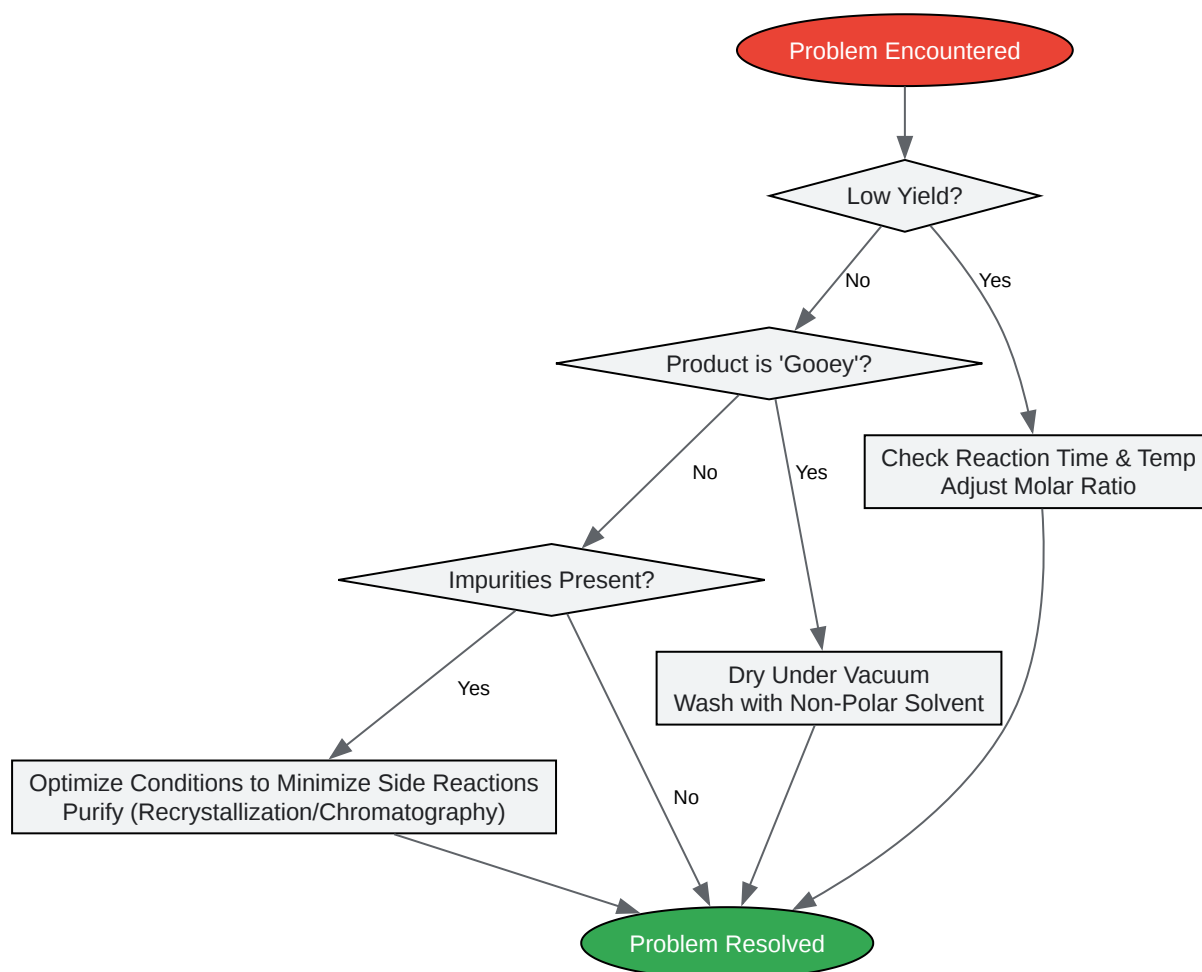 Problem Encountered
Low Yield?
No
Yes
Product is 'Gooey'?
Check Reaction Time & Temp
Adjust Molar Ratio
No
Yes
Impurities Present?
Dry Under Vacuum
Wash with Non-Polar Solvent
Yes
Optimize Conditions to Minimize Side Reactions
Purify (Recrystallization/Chromatography)
No
Problem Resolved